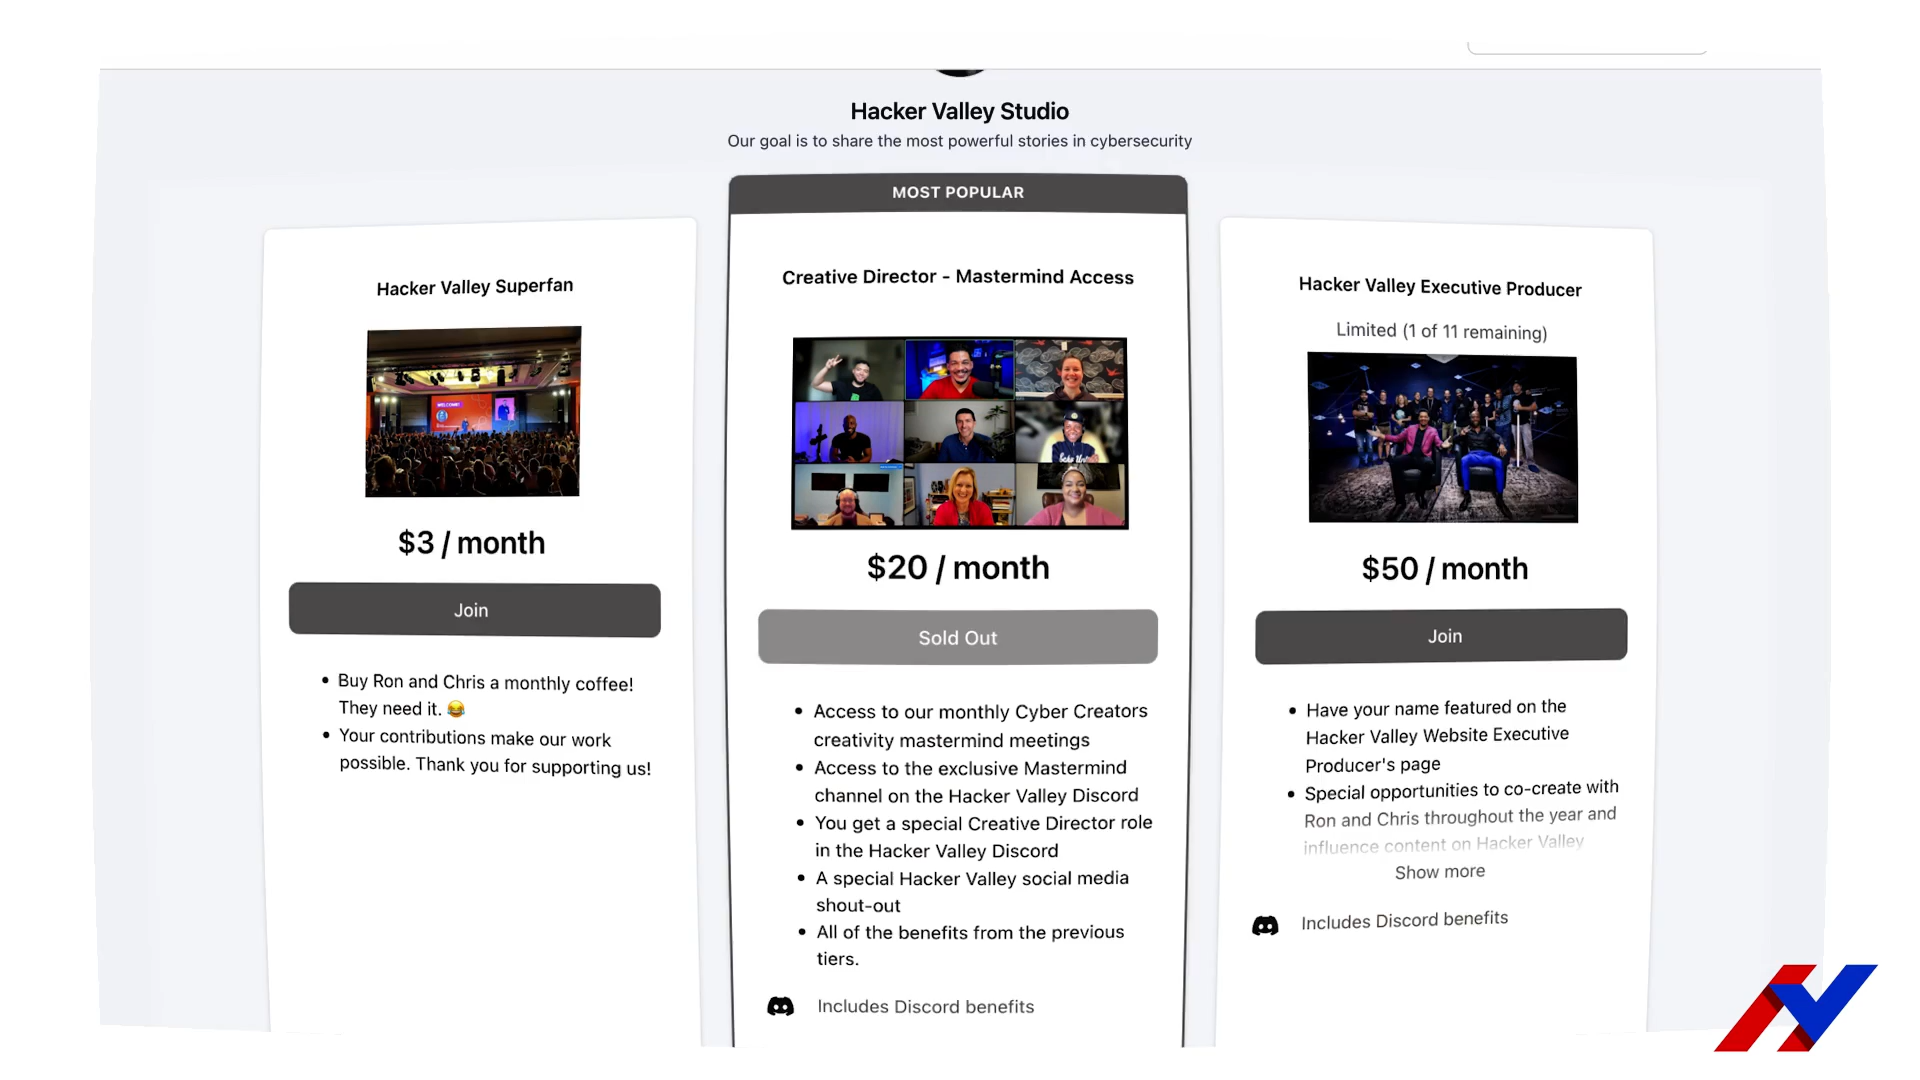 Hacker Valley Studio
Our goal is to share the most powerful stories in cybersecurity
Hacker Valley Superfan
WELCOME!
$3 / month
Join
• Buy Ron and Chris a monthly coffee!
They need it. 😂
• Your contributions make our work
possible. Thank you for supporting us!
MOST POPULAR
Creative Director - Mastermind Access
$20 / month
Sold Out
• Access to our monthly Cyber Creators
creativity mastermind meetings
• Access to the exclusive Mastermind
channel on the Hacker Valley Discord
• You get a special Creative Director role
in the Hacker Valley Discord
• A special Hacker Valley social media
shout-out
• All of the benefits from the previous
tiers.
Includes Discord benefits
Hacker Valley Executive Producer
Limited (1 of 11 remaining)
$50 / month
Join
• Have your name featured on the
Hacker Valley Website Executive
Producer's page
• Special opportunities to co-create with
Ron and Chris throughout the year and
influence content on Hacker Valley
Show more
Includes Discord benefits